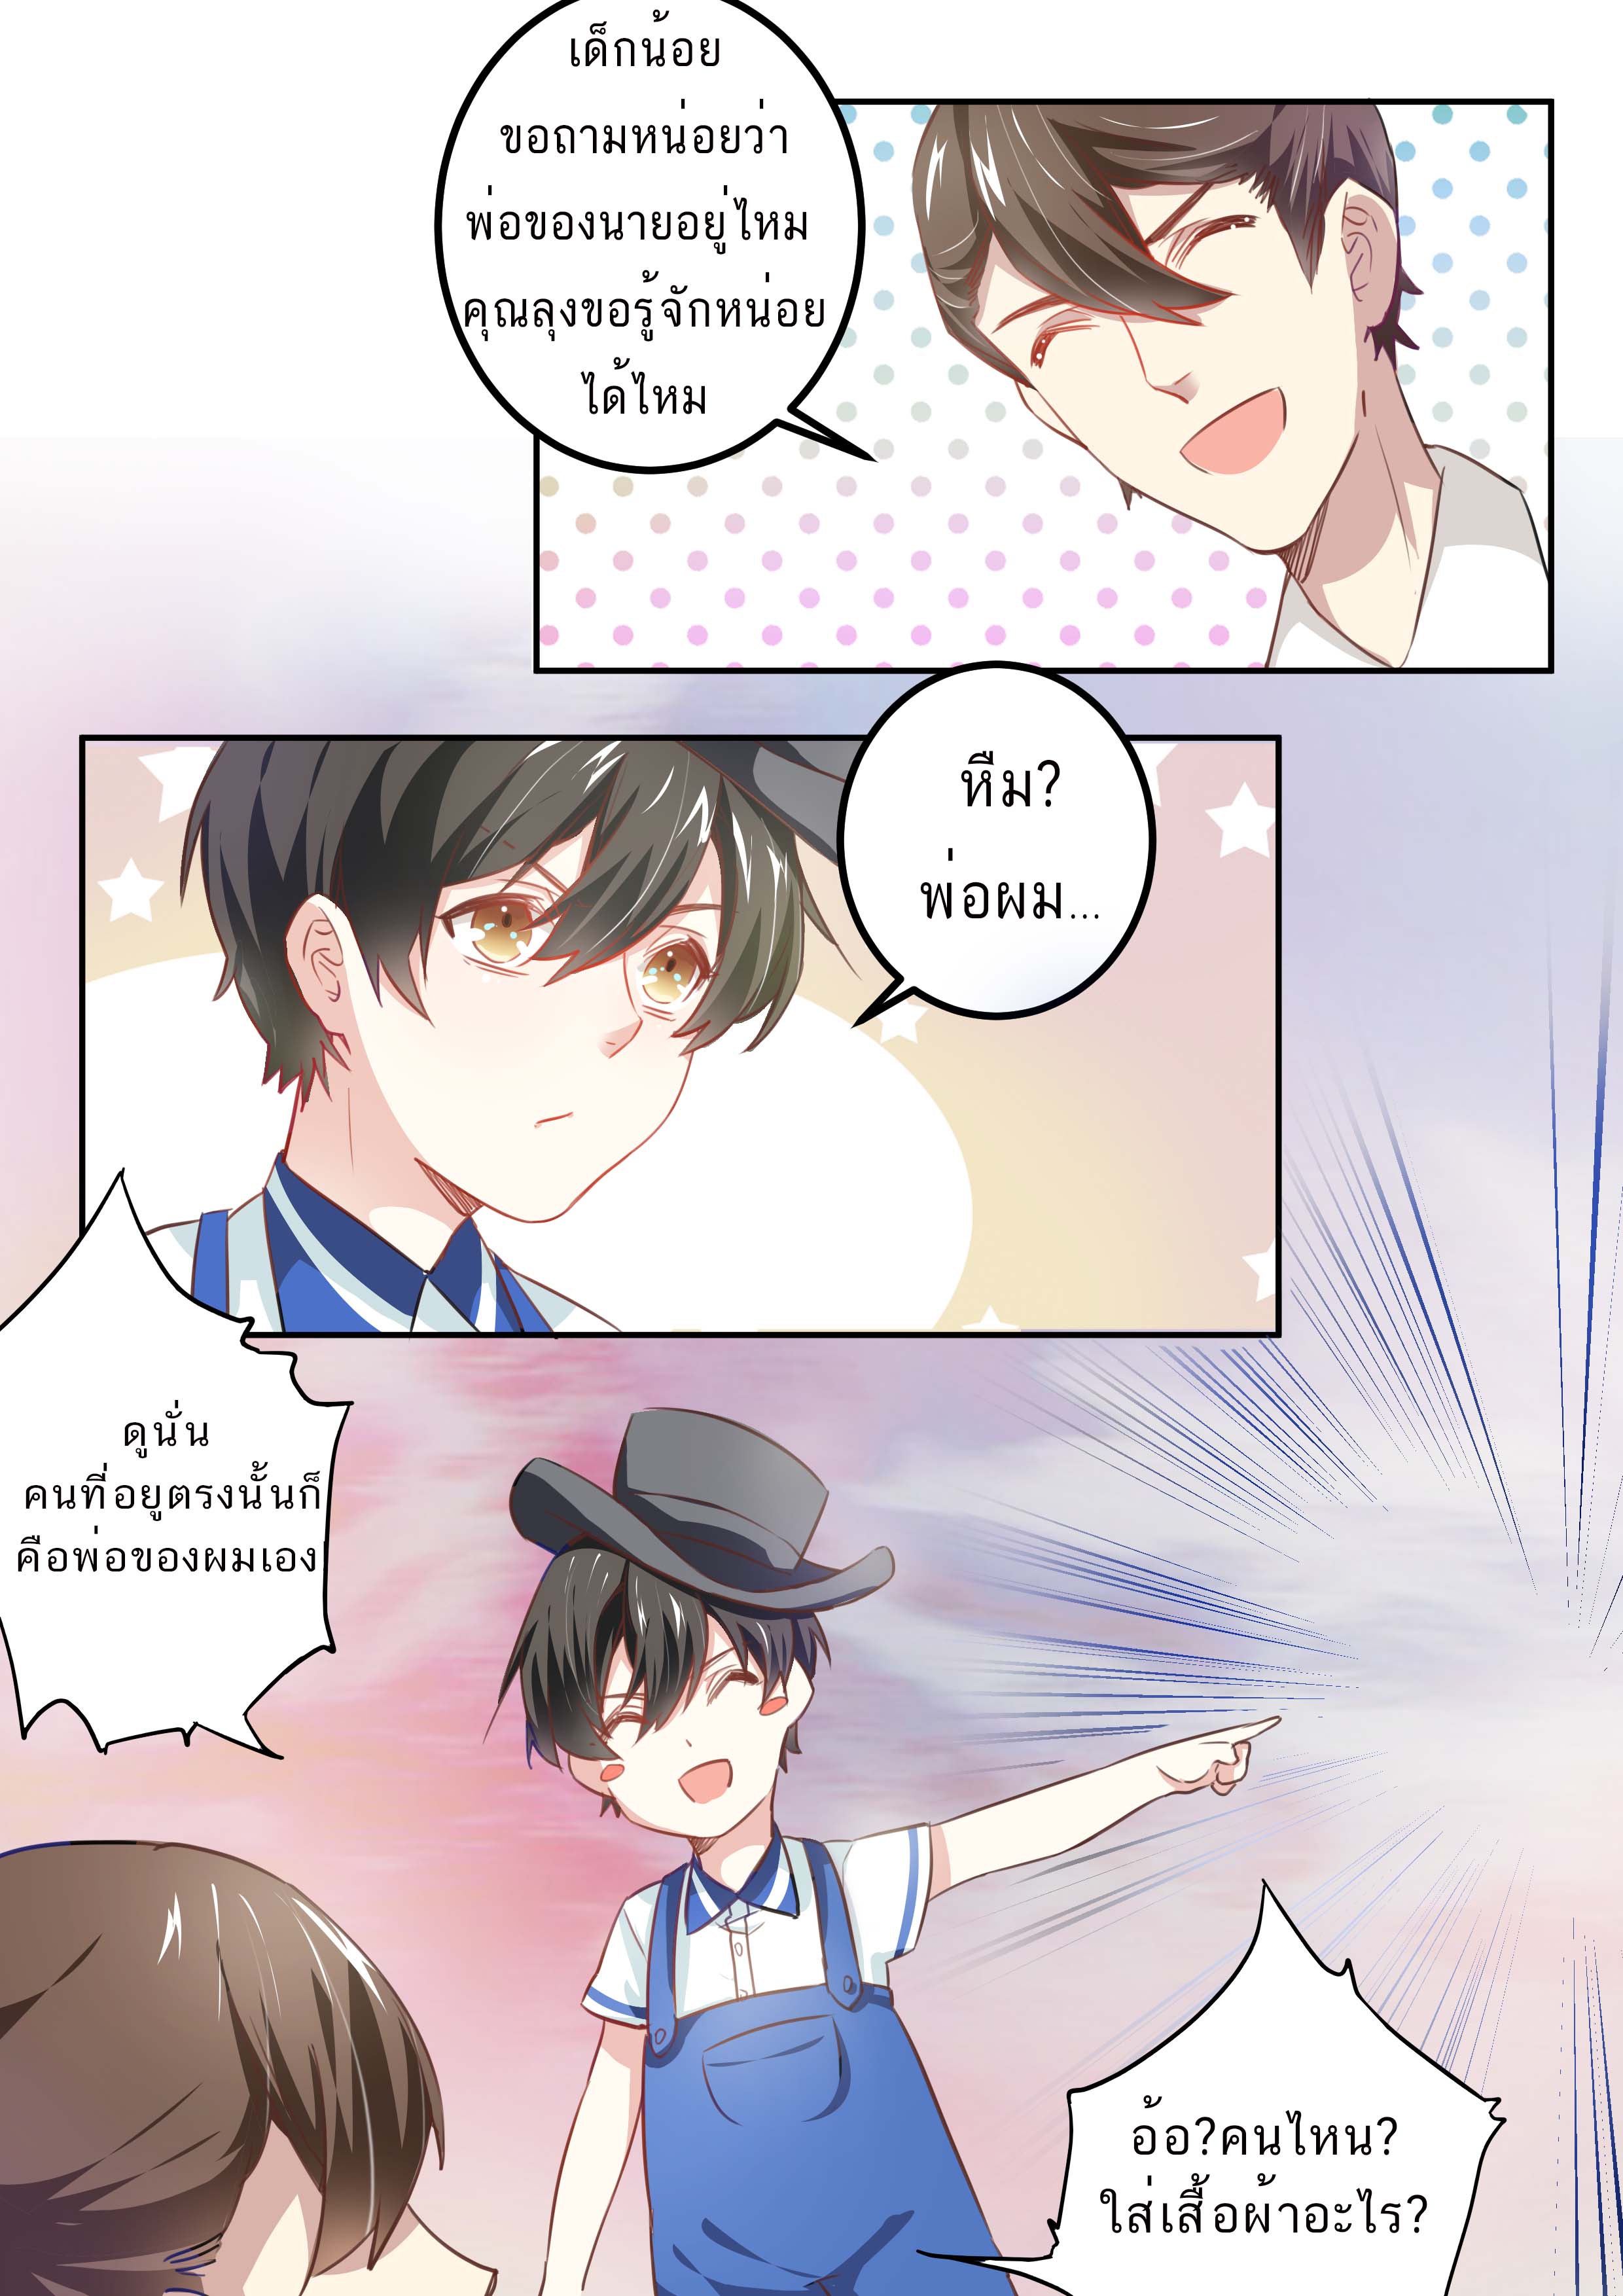 เด็กน้อย
ขอถามหน่อยว่า
พ่อของนายอยู่ไหม
คุณลุงขอรู้จักหน่อย
ได้ไหม
หืม?
พ่อผม...
ดูนั่น
คนที่อยูตรงนั้นก็
คือพ่อของผมเอง
อ้อ?คนไหน?
ใส่เสื้อผ้าอะไร?